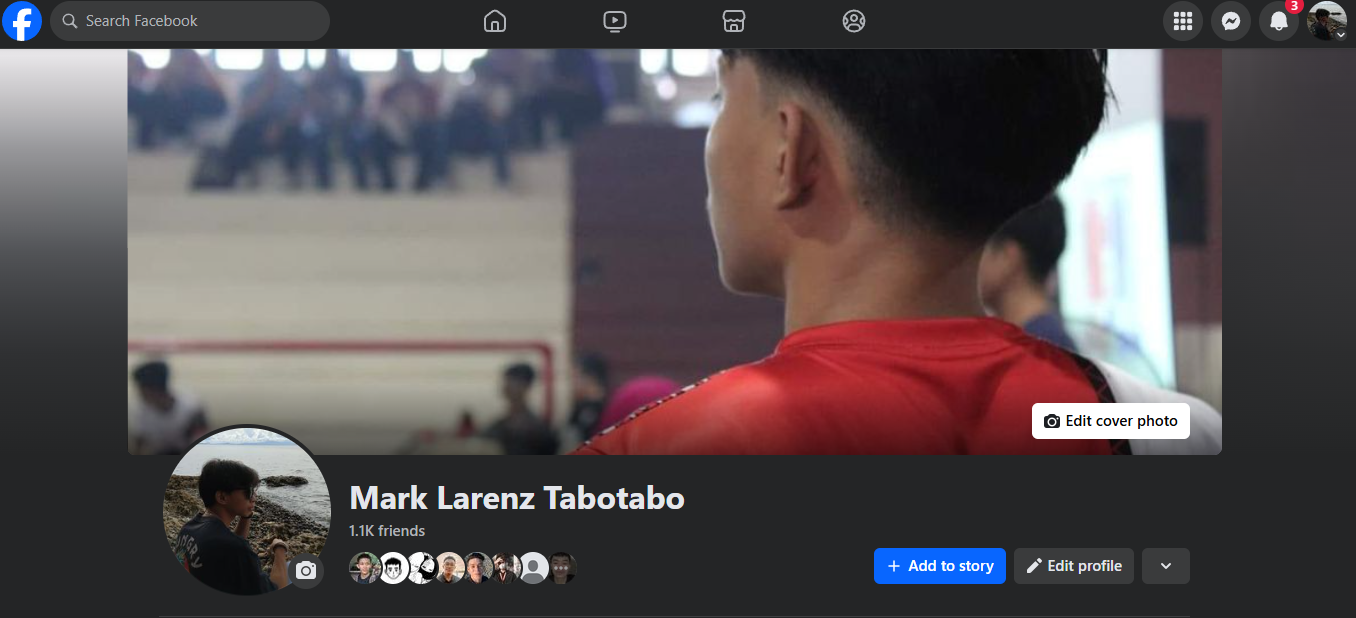 Search Facebook
3
Edit cover photo
Mark Larenz Tabotabo
1.1K friends
+ Add to story
Edit profile